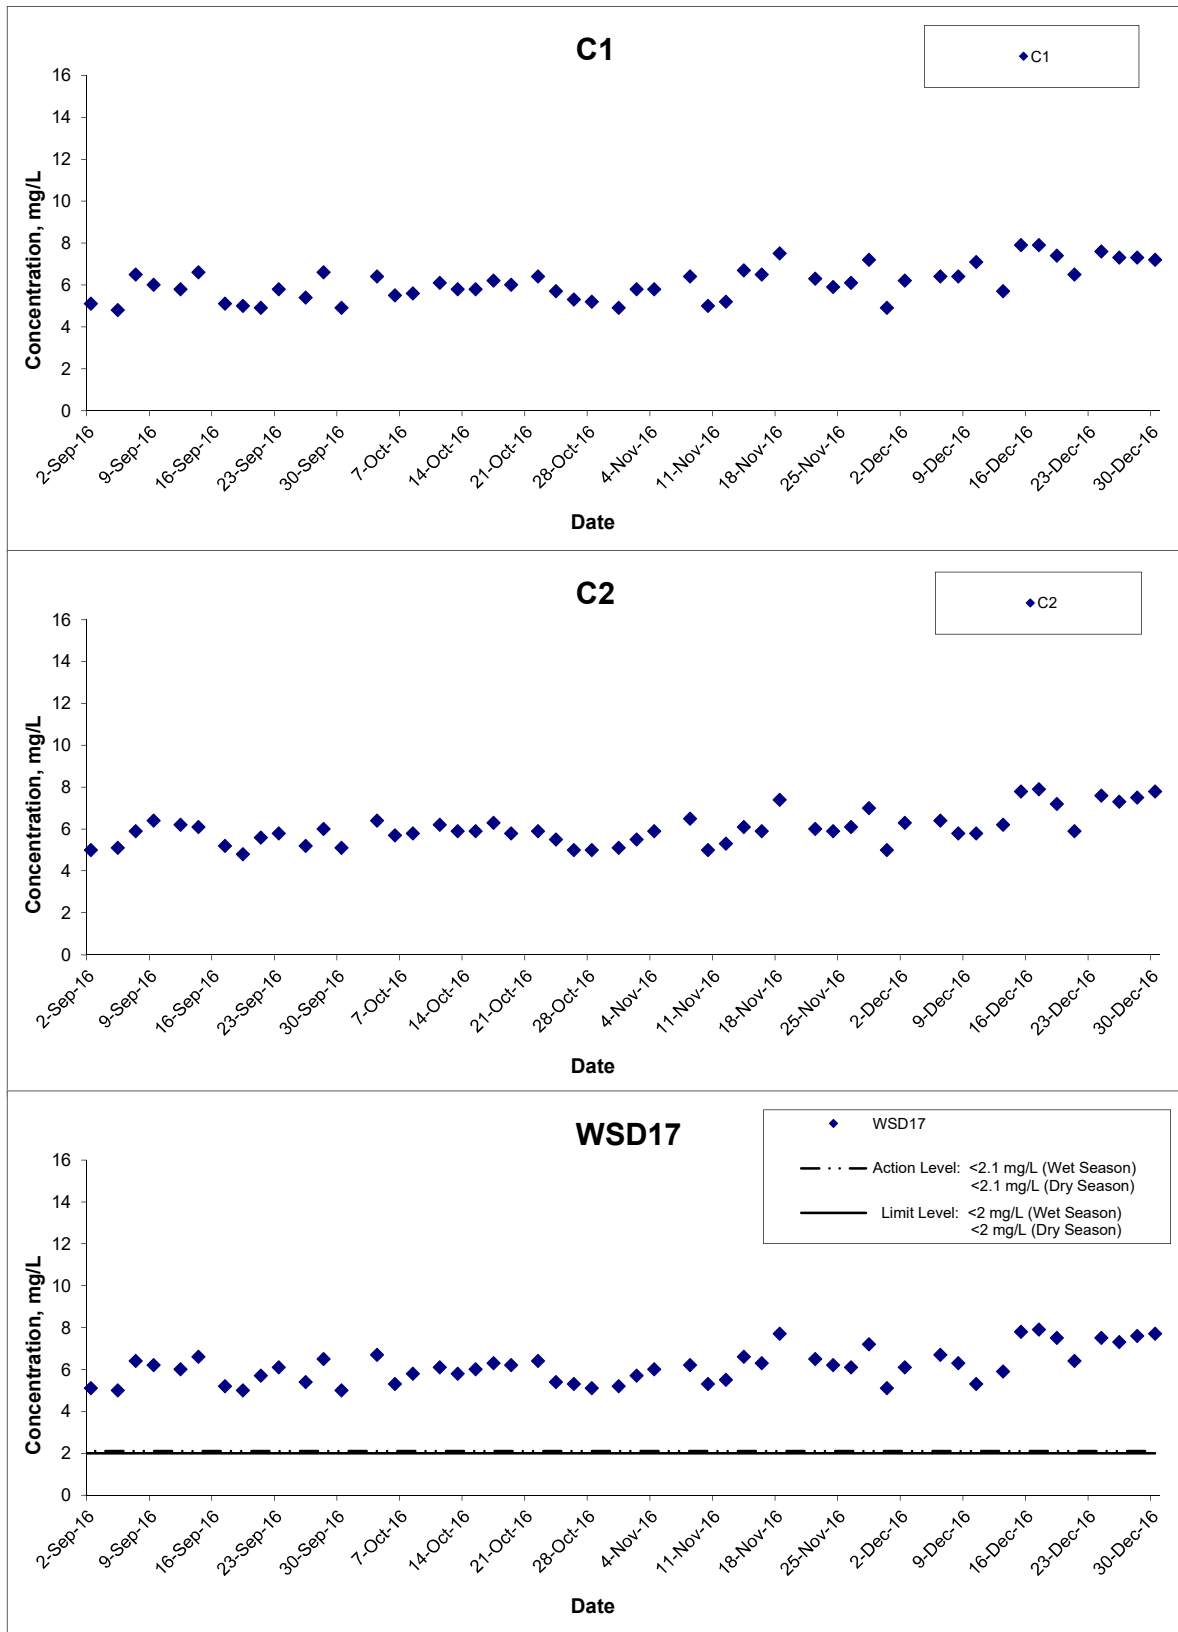 C1
C1
16
14
12
10
8
6
4
2
0
Concentration, mg/L
2-Sep-16
9-Sep-16
16-Sep-16
23-Sep-16
30-Sep-16
7-Oct-16
14-Oct-16
21-Oct-16
28-Oct-16
4-Nov-16
11-Nov-16
18-Nov-16
25-Nov-16
2-Dec-16
9-Dec-16
16-Dec-16
23-Dec-16
30-Dec-16
Date
C2
C2
16
14
12
10
8
6
4
2
0
Concentration, mg/L
2-Sep-16
9-Sep-16
16-Sep-16
23-Sep-16
30-Sep-16
7-Oct-16
14-Oct-16
21-Oct-16
28-Oct-16
4-Nov-16
11-Nov-16
18-Nov-16
25-Nov-16
2-Dec-16
9-Dec-16
16-Dec-16
23-Dec-16
30-Dec-16
Date
WSD17
WSD17
Action Level: <2.1 mg/L (Wet Season)
<2.1 mg/L (Dry Season)
Limit Level: <2 mg/L (Wet Season)
<2 mg/L (Dry Season)
16
14
12
10
8
6
4
2
0
Concentration, mg/L
2-Sep-16
9-Sep-16
16-Sep-16
23-Sep-16
30-Sep-16
7-Oct-16
14-Oct-16
21-Oct-16
28-Oct-16
4-Nov-16
11-Nov-16
18-Nov-16
25-Nov-16
2-Dec-16
9-Dec-16
16-Dec-16
23-Dec-16
30-Dec-16
Date